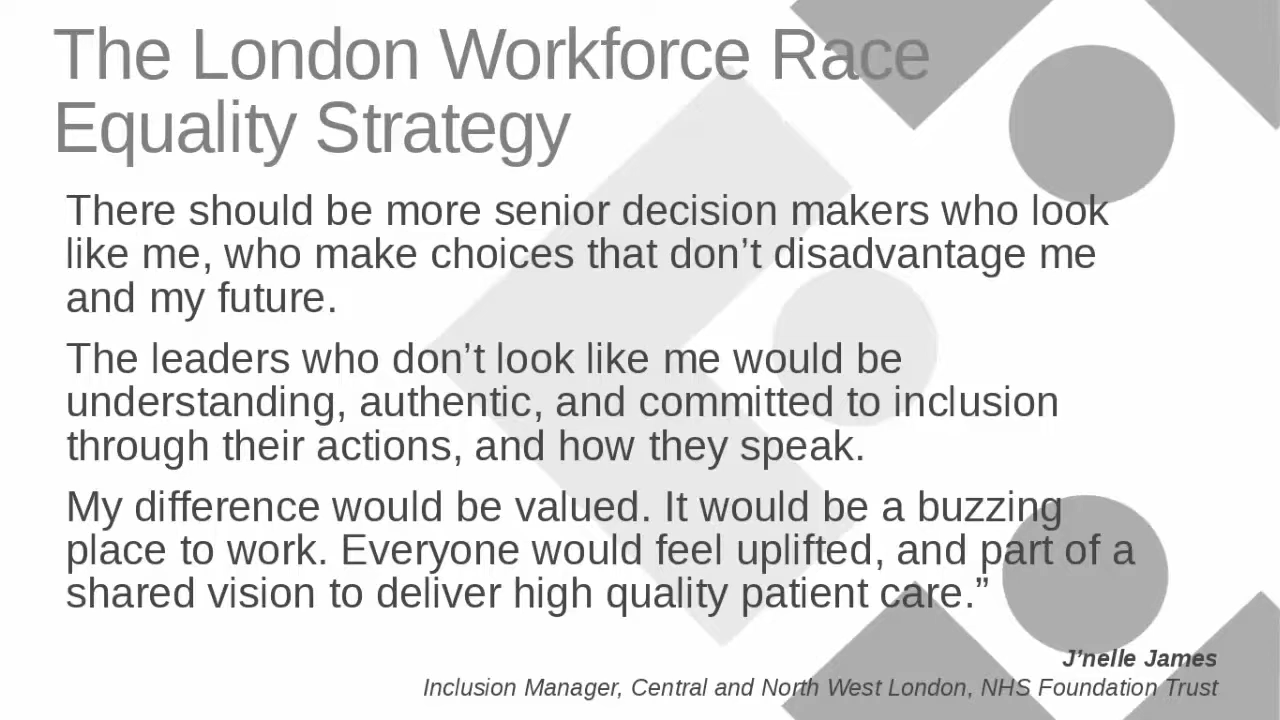 The London Workforce Race
Equality Strategy
There should be more senior decision makers who look
like me, who make choices that don’t disadvantage me
and my future.
The leaders who don’t look like me would be
understanding, authentic, and committed to inclusion
through their actions, and how they speak.
My difference would be valued. It would be a buzzing
place to work. Everyone would feel uplifted, and part of a
shared vision to deliver high quality patient care.”
J’nelle James
Inclusion Manager, Central and North West London, NHS Foundation Trust